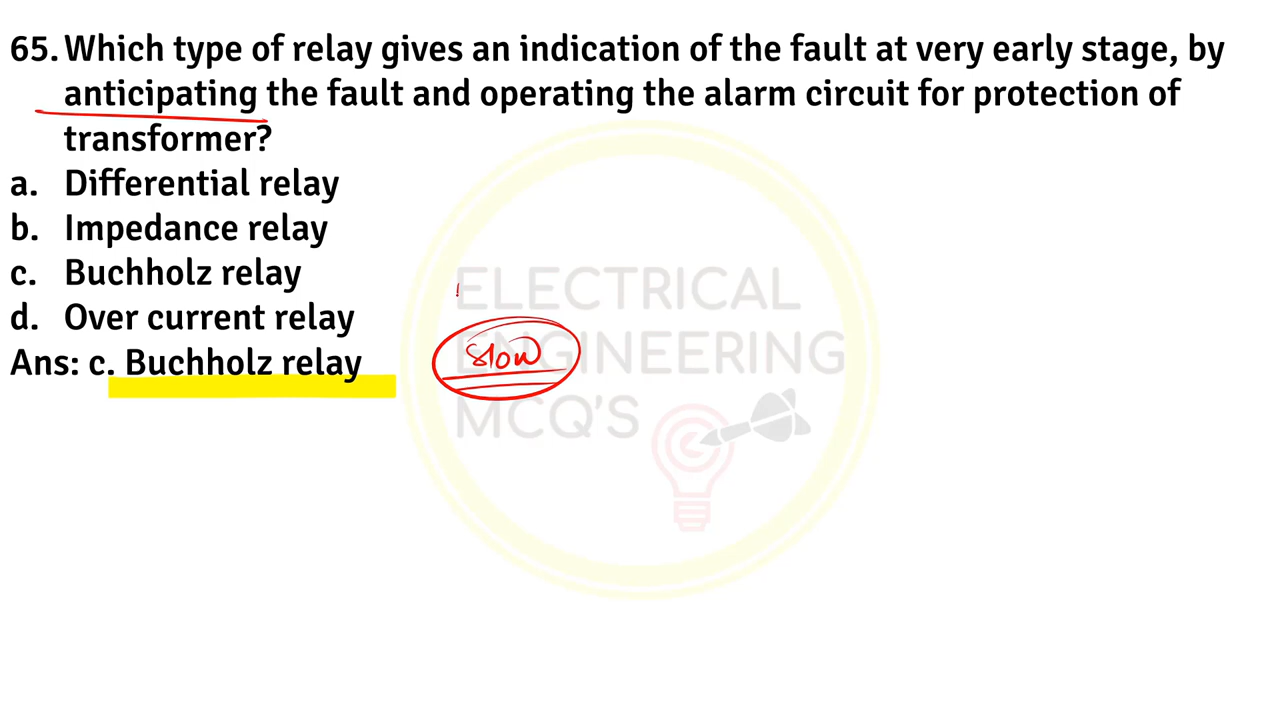 65. Which type of relay gives an indication of the fault at very early stage, by
anticipating the fault and operating the alarm circuit for protection of
transformer?
a. Differential relay
b. Impedance relay
c. Buchholz relay
d. Over current relay
Ans: c. Buchholz relay
slow
ELECTRICAL
ENGINEERING
MCQ'S